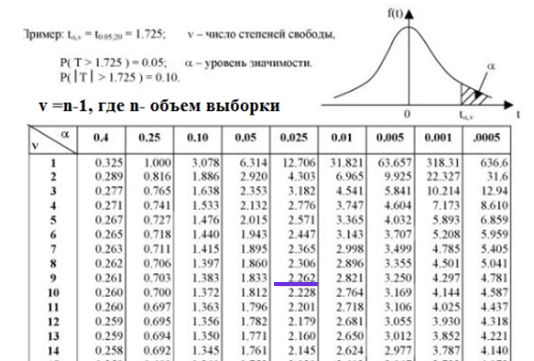 Пример: tα,ν = t0.05;20 = 1.725; ν – число степеней свободы,
P( T > 1.725 ) = 0.05; α – уровень значимости.
P(│T│ > 1.725 ) = 0.10.
v =n-1, где n- объем выборки
f(t)
α
0 tα,ν t
ν α 0.4 0.25 0.10 0.05 0,025 0.01 0.005 0.001 .0005
1 0.325 1.000 3.078 6.314 12.706 31.821 63.657 318.31 636.6
2 0.289 0.816 1.886 2.920 4.303 6.965 9.925 22.327 31.6
3 0.277 0.765 1.638 2.353 3.182 4.541 5.841 10.214 12.94
4 0.271 0.741 1.533 2.132 2.776 3.747 4.604 7.173 8.610
5 0.267 0.727 1.476 2.015 2.571 3.365 4.032 5.893 6.859
6 0.265 0.718 1.440 1.943 2.447 3.143 3.707 5.208 5.959
7 0.263 0.711 1.415 1.895 2.365 2.998 3.499 4.785 5.405
8 0.262 0.706 1.397 1.860 2.306 2.896 3.355 4.501 5.041
9 0.261 0.703 1.383 1.833 2.262 2.821 3.250 4.297 4.781
10 0.260 0.700 1.372 1.812 2.228 2.764 3.169 4.144 4.587
11 0.260 0.697 1.363 1.796 2.201 2.718 3.106 4.025 4.437
12 0.259 0.695 1.356 1.782 2.179 2.681 3.055 3.930 4.318
13 0.259 0.694 1.350 1.771 2.160 2.650 3.012 3.852 4.221
14 0.258 0.692 1.345 1.761 2.145 2.624 2.977 3.787 4.140